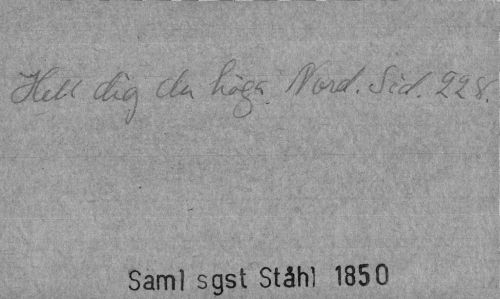 Hell dig du höga Nord. Sid. 228.
Saml sgst Ståhl 1850